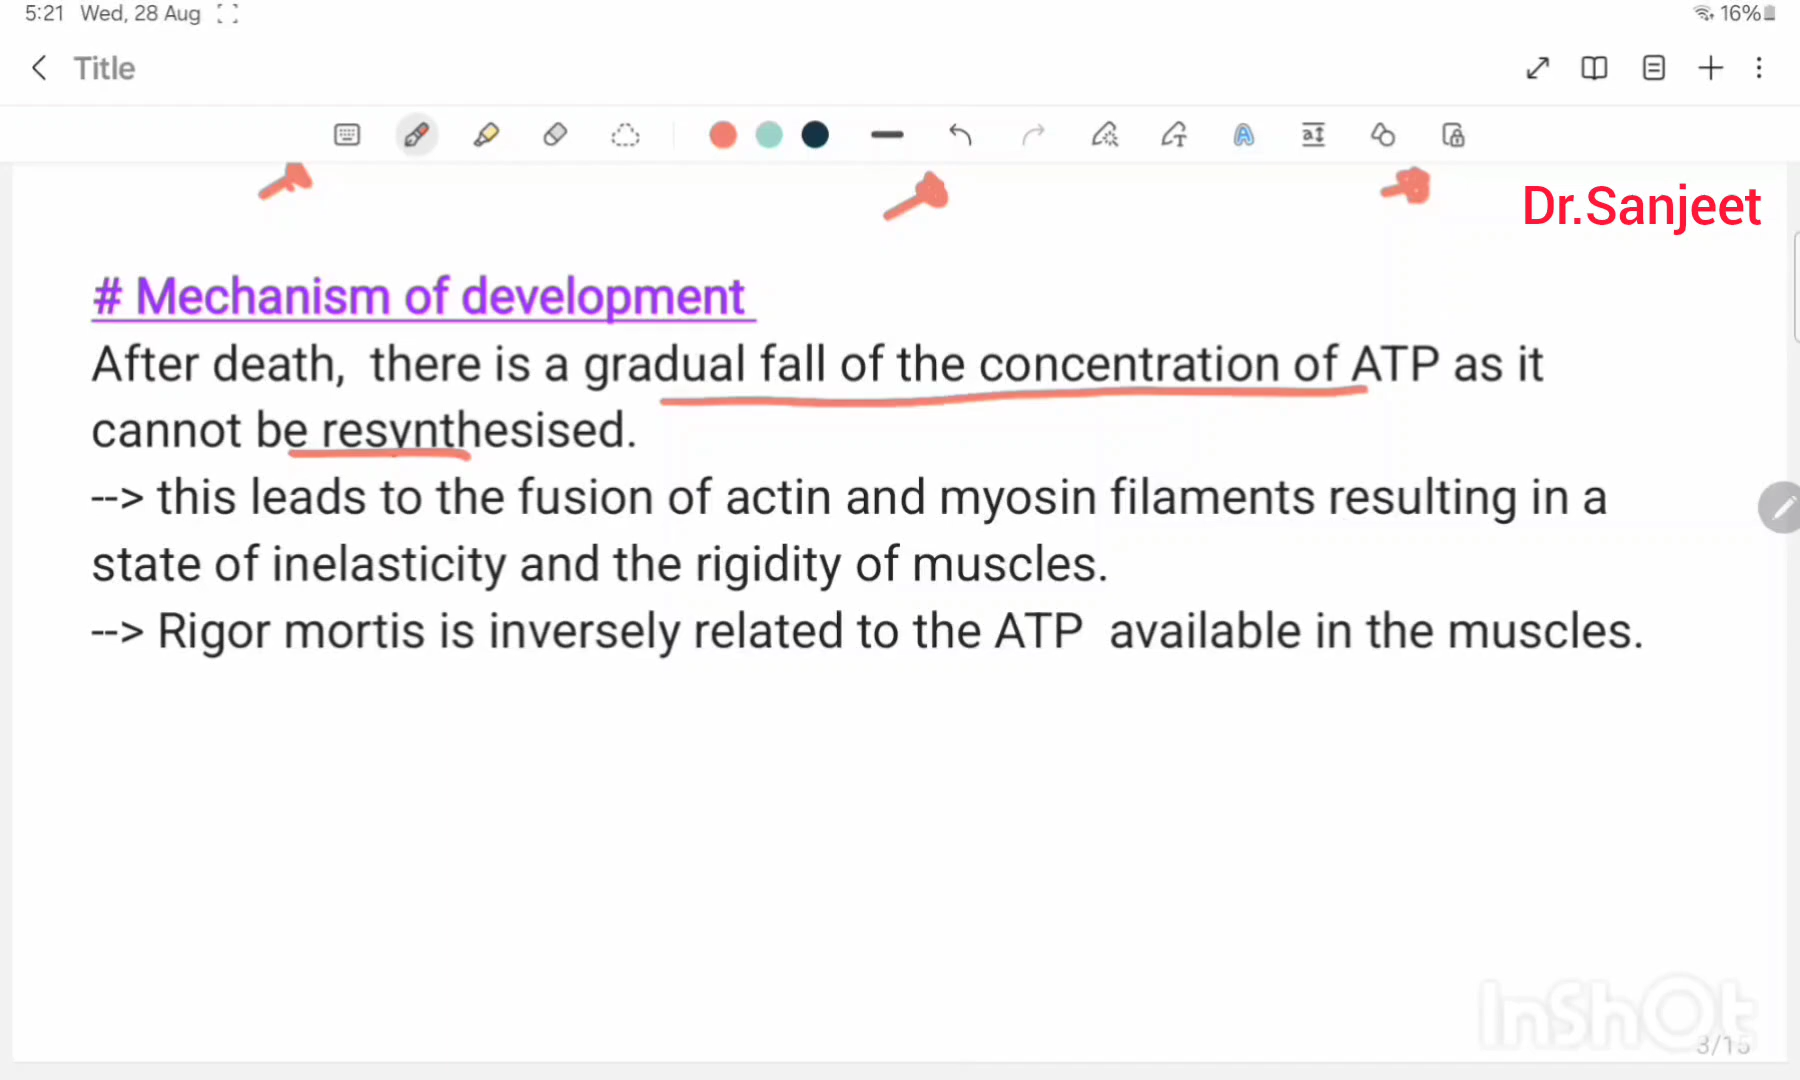 5:21 Wed, 28 Aug
16%
Title
Dr.Sanjeet
# Mechanism of development
After death,  there is a gradual fall of the concentration of ATP as it
cannot be resynthesised.
--> this leads to the fusion of actin and myosin filaments resulting in a
state of inelasticity and the rigidity of muscles.
--> Rigor mortis is inversely related to the ATP  available in the muscles.
InShOt
3/15